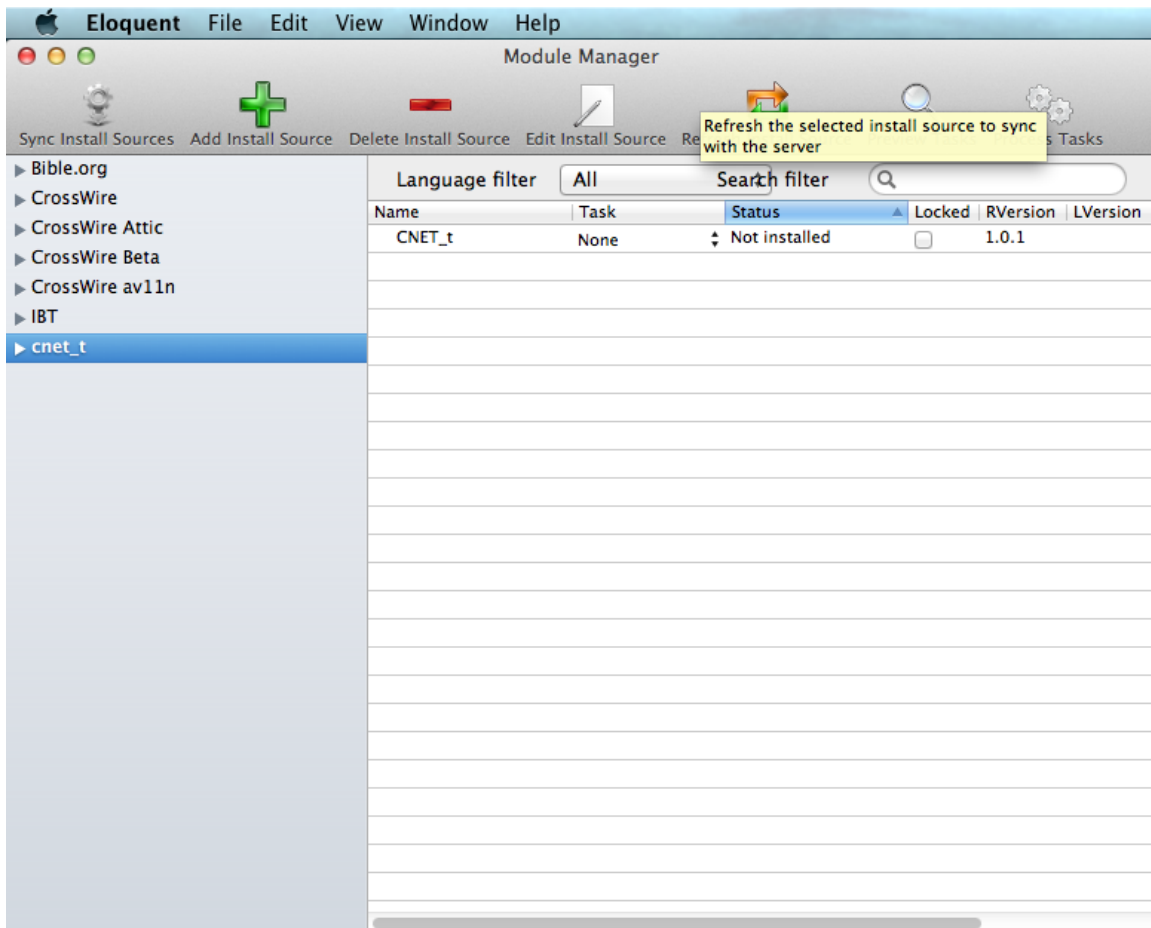 Eloquent File Edit View Window Help
Module Manager
Sync Install Sources Add Install Source Delete Install Source Edit Install Source Re
Refresh the selected install source to sync
with the server
s Tasks
Bible.org
CrossWire
CrossWire Attic
CrossWire Beta
CrossWire av11n
IBT
cnet_t
Language filter All Search filter
Name Task Status Locked RVersion LVersion
CNET_t None Not installed 1.0.1